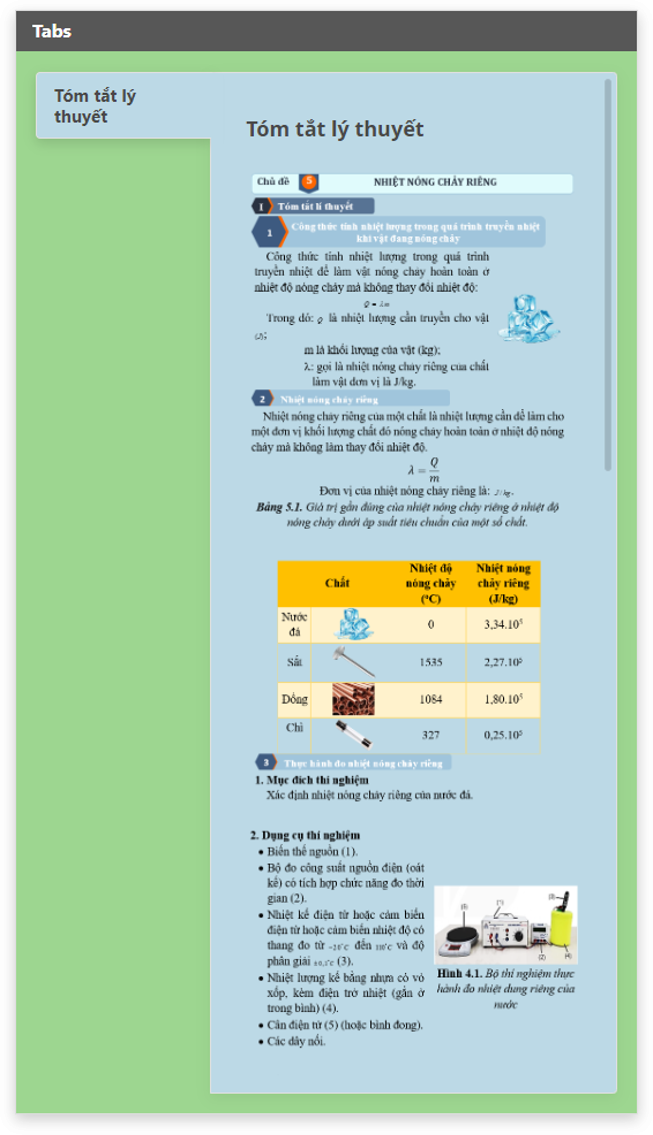 Tabs
Tóm tắt lý
thuyết
Tóm tắt lý thuyết
Chủ đề 5 NHIỆT NÓNG CHẢY RIÊNG
I Tóm tắt lí thuyết
1 Công thức tính nhiệt lượng trong quá trình truyền nhiệt
khi vật đang nóng chảy
Công thức tính nhiệt lượng trong quá trình
truyền nhiệt để làm vật nóng chảy hoàn toàn ở
nhiệt độ nóng chảy mà không thay đổi nhiệt độ:
Q = λm
Trong đó: Q là nhiệt lượng cần truyền cho vật
(J);
m là khối lượng của vật (kg);
λ: gọi là nhiệt nóng chảy riêng của chất
làm vật đơn vị là J/kg.
2 Nhiệt nóng chảy riêng
Nhiệt nóng chảy riêng của một chất là nhiệt lượng cần để làm cho
một đơn vị khối lượng chất đó nóng chảy hoàn toàn ở nhiệt độ nóng
chảy mà không làm thay đổi nhiệt độ.
λ = Q/m
Đơn vị của nhiệt nóng chảy riêng là: J/kg.
Bảng 5.1. Giá trị gần đúng của nhiệt nóng chảy riêng ở nhiệt độ
nóng chảy dưới áp suất tiêu chuẩn của một số chất.
Chất Nhiệt độ nóng chảy (°C) Nhiệt nóng chảy riêng (J/kg)
Nước đá 0 3,34.10⁵
Sắt 1535 2,27.10⁵
Đồng 1084 1,80.10⁵
Chì 327 0,25.10⁵
3 Thực hành đo nhiệt nóng chảy riêng
1. Mục đích thí nghiệm
Xác định nhiệt nóng chảy riêng của nước đá.
2. Dụng cụ thí nghiệm
• Biến thế nguồn (1).
• Bộ đo công suất nguồn điện (oát
kế) có tích hợp chức năng đo thời
gian (2).
• Nhiệt kế điện tử hoặc cảm biến
điện tử hoặc cảm biến nhiệt độ có
thang đo từ −20°C đến 110°C và độ
phân giải ±0,1°C (3).
• Nhiệt lượng kế bằng nhựa có vỏ
xốp, kèm điện trở nhiệt (gắn ở
trong bình) (4).
• Cân điện tử (5) (hoặc bình đong).
• Các dây nối.
(1)
(3)
(2)
(4)
Hình 4.1. Bộ thí nghiệm thực
hành đo nhiệt dung riêng của
nước